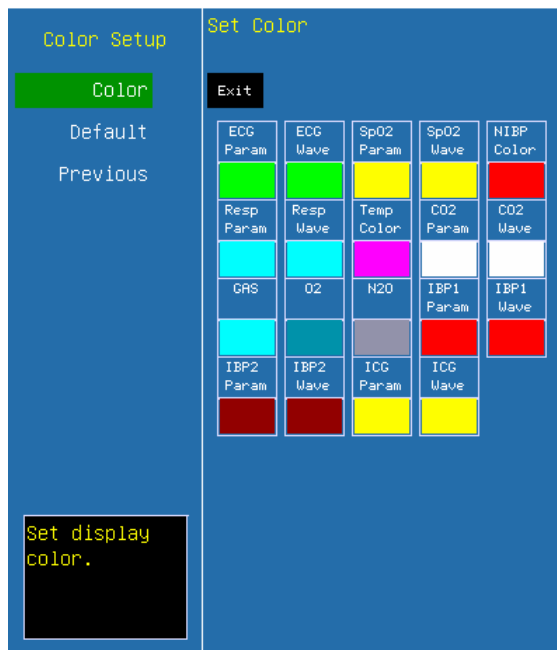 Color Setup
Color
Default
Previous
Set display
color.
Set Color
Exit
ECG Param
ECG Wave
SpO2 Param
SpO2 Wave
NIBP Color
Resp Param
Resp Wave
Temp Color
CO2 Param
CO2 Wave
GAS
O2
N2O
IBP1 Param
IBP1 Wave
IBP2 Param
IBP2 Wave
ICG Param
ICG Wave